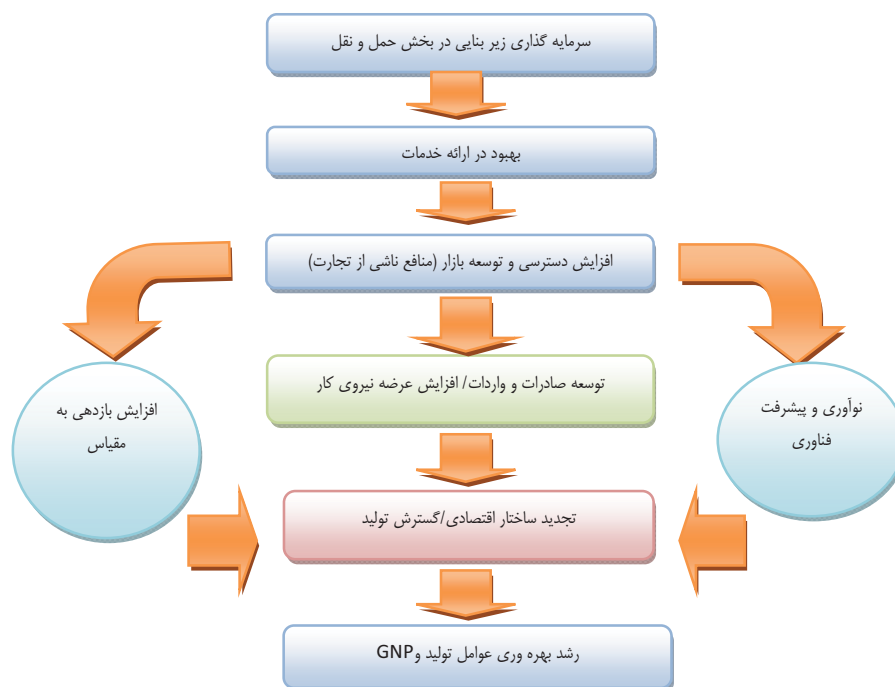 سرمایه گذاری زیر بنایی در بخش حمل و نقل
بهبود در ارائه خدمات
افزایش دسترسی و توسعه بازار (منافع ناشی از تجارت)
توسعه صادرات و واردات/ افزایش عرضه نیروی کار
نوآوری و پیشرفت
فناوری
افزایش بازدهی به
مقیاس
تجدید ساختار اقتصادی/گسترش تولید
رشد بهره وری عوامل تولید وGNP